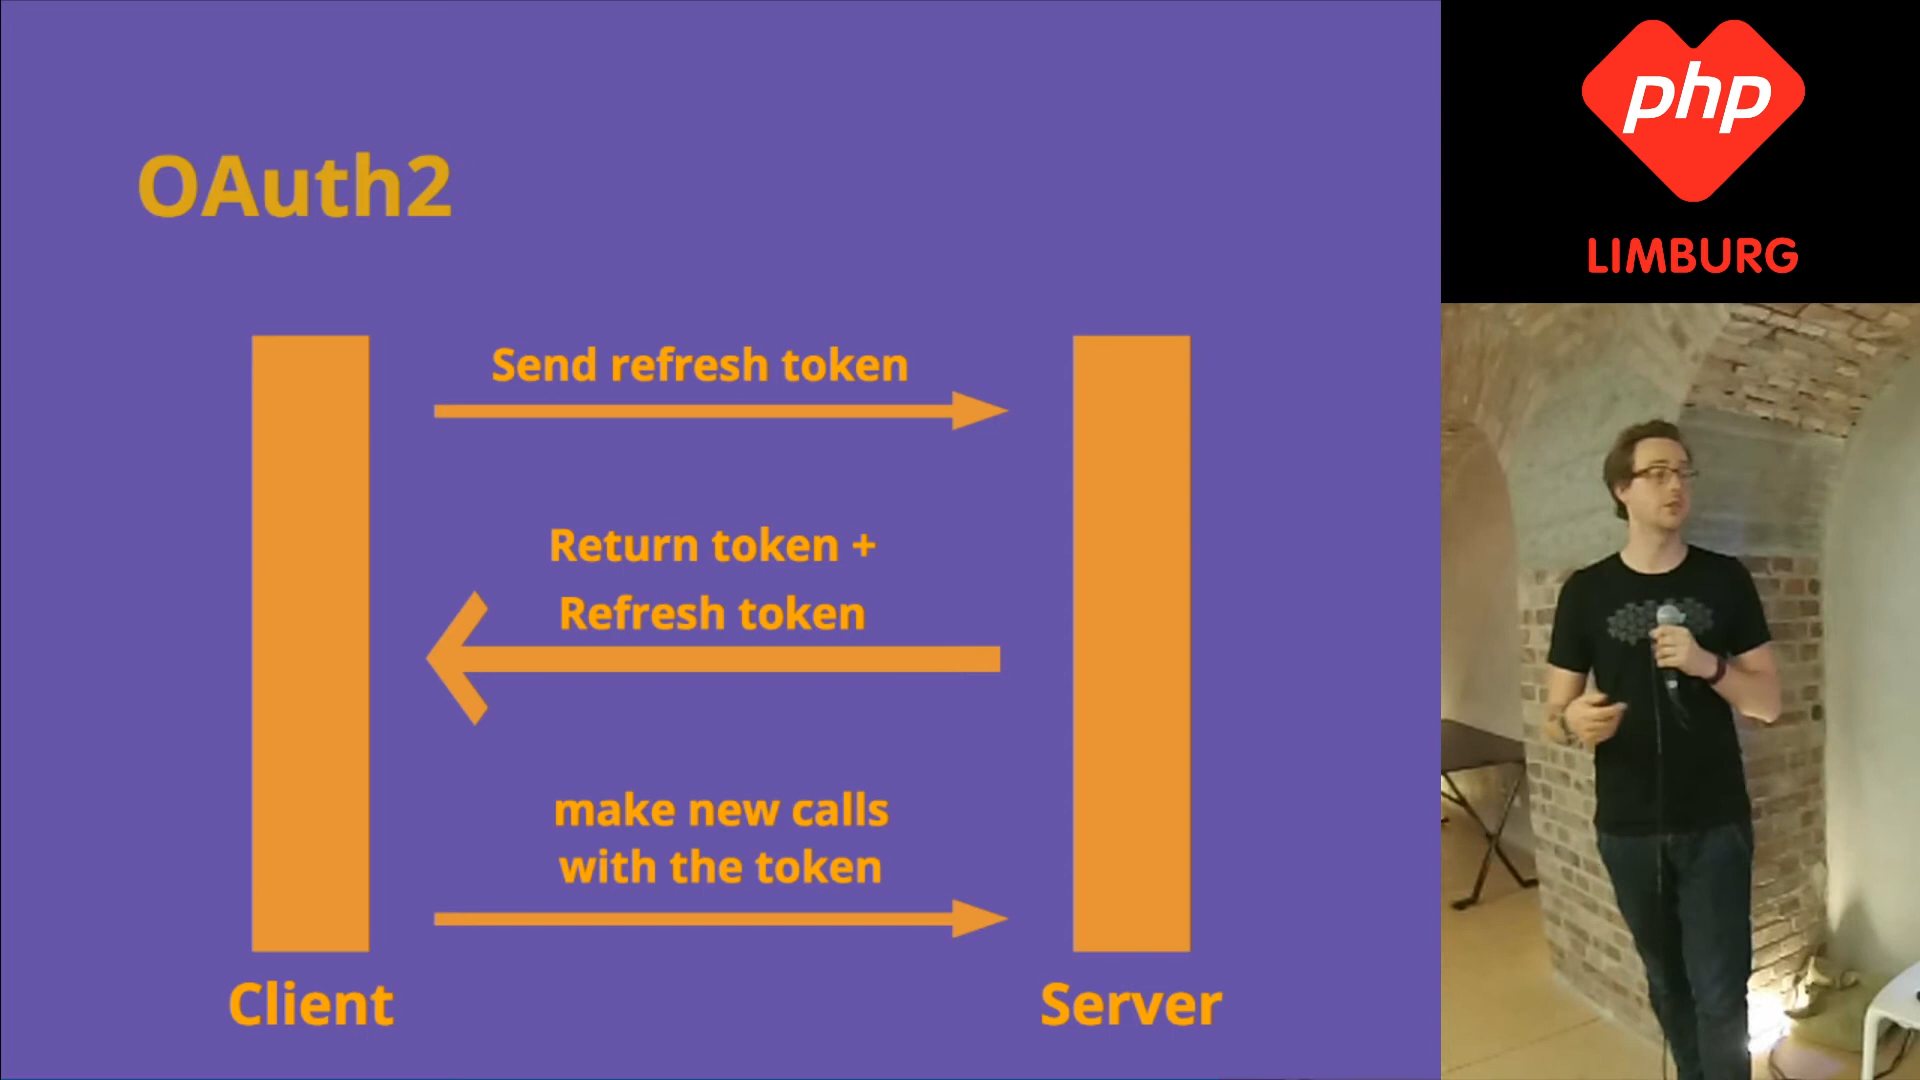 OAuth2
Send refresh token
Return token +
Refresh token
make new calls
with the token
Client
Server
php
LIMBURG